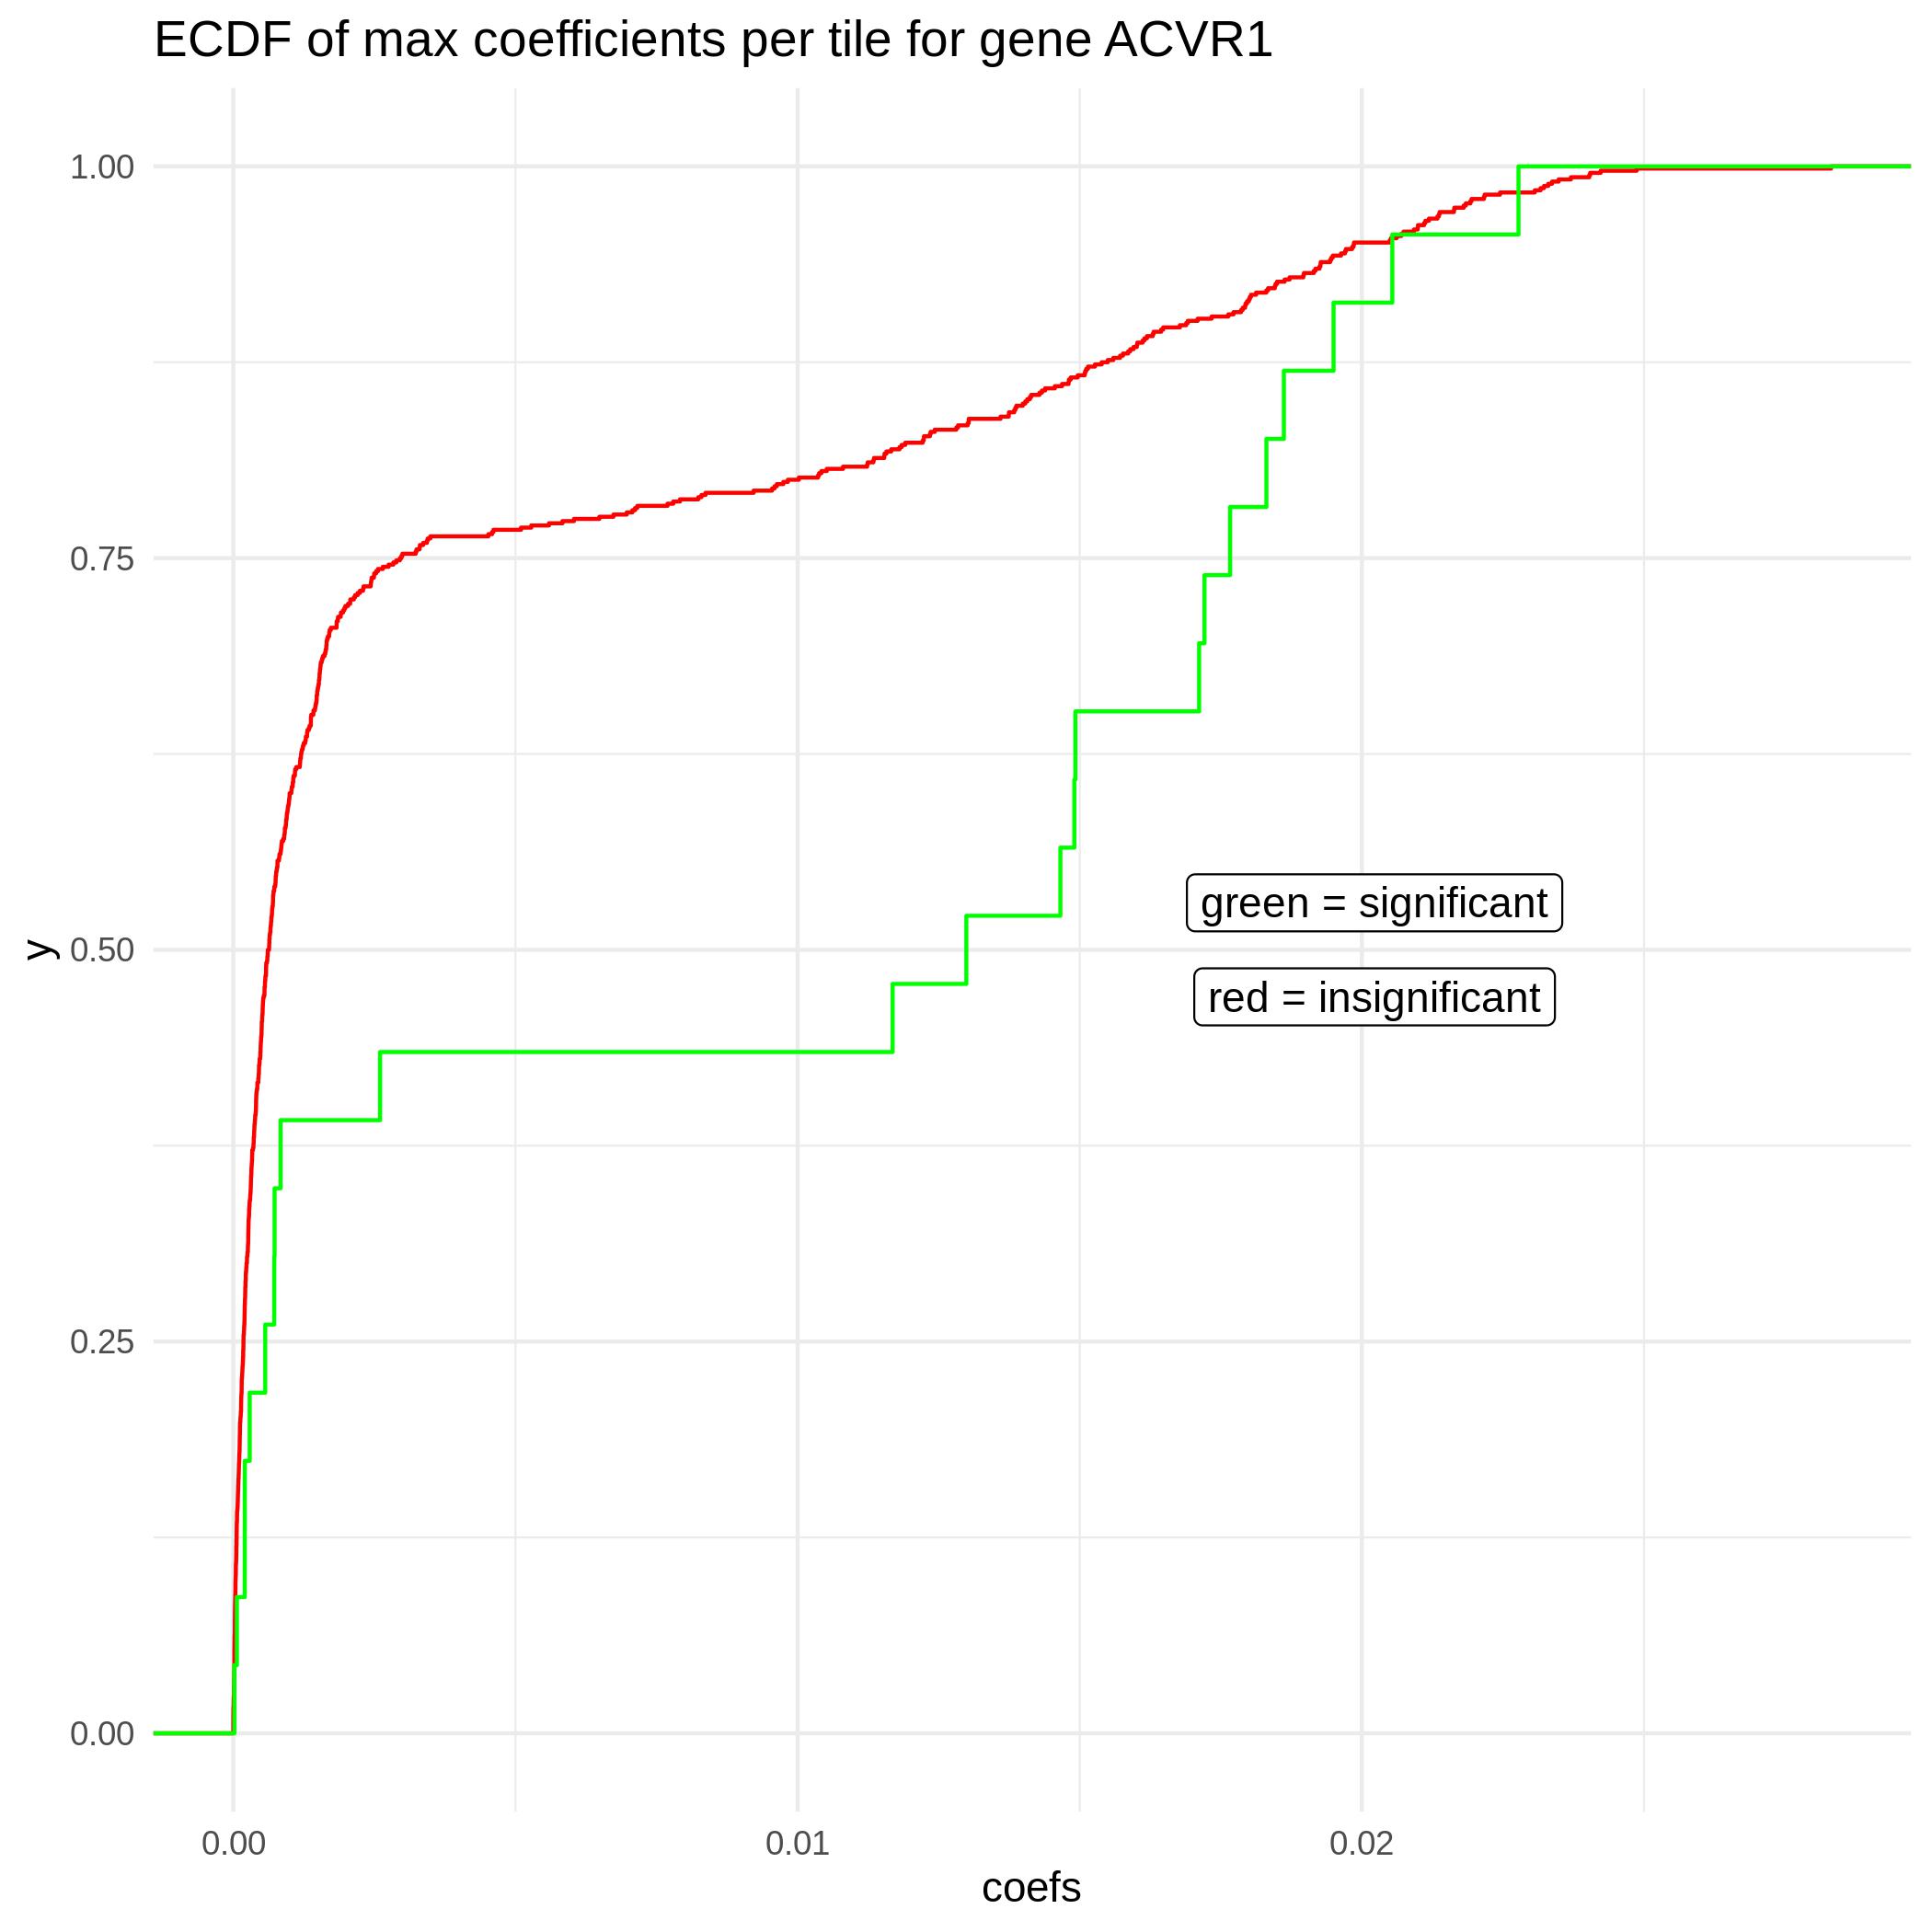 ECDF of max coefficients per tile for gene ACVR1
y
1.00
0.75
0.50
0.25
0.00
green = significant
red = insignificant
0.00 0.01 0.02
coefs